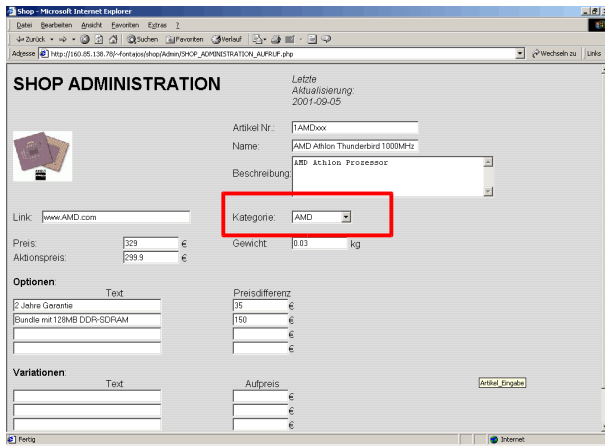 Shop - Microsoft Internet Explorer
Datei Bearbeiten Ansicht Favoriten Extras ?
Zurück Suchen Favoriten Verlauf
Adresse http://160.85.138.78/~fontajos/shop/Admin/SHOP_ADMINISTRATION_AUFRUF.php Wechseln zu Links
SHOP ADMINISTRATION
Letzte
Aktualisierung:
2001-09-05
Artikel Nr.: 1AMDxxx
Name: AMD Athlon Thunderbird 1000MHz
Beschreibung: AMD Athlon Prozessor
Link: www.AMD.com Kategorie: AMD
Preis: 329 € Gewicht: 0.03 kg
Aktionspreis: 299.9 €
Optionen:
Text Preisdifferenz
2 Jahre Garantie 35 €
Bundle mit 128MB DDR-SDRAM 150 €
€
€
Variationen:
Text Aufpreis
Artikel_Eingabe
€
€
€
Fertig Internet